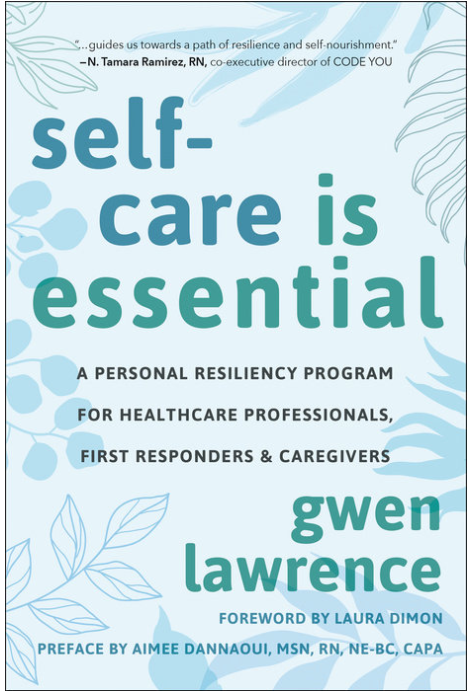 "...guides us towards a path of resilience and self-nourishment."
—N. Tamara Ramirez, RN, co-executive director of CODE YOU
self-
care is
essential
A PERSONAL RESILIENCY PROGRAM
FOR HEALTHCARE PROFESSIONALS,
FIRST RESPONDERS & CAREGIVERS
gwen
lawrence
FOREWORD BY LAURA DIMON
PREFACE BY AIMEE DANNAOUI, MSN, RN, NE-BC, CAPA